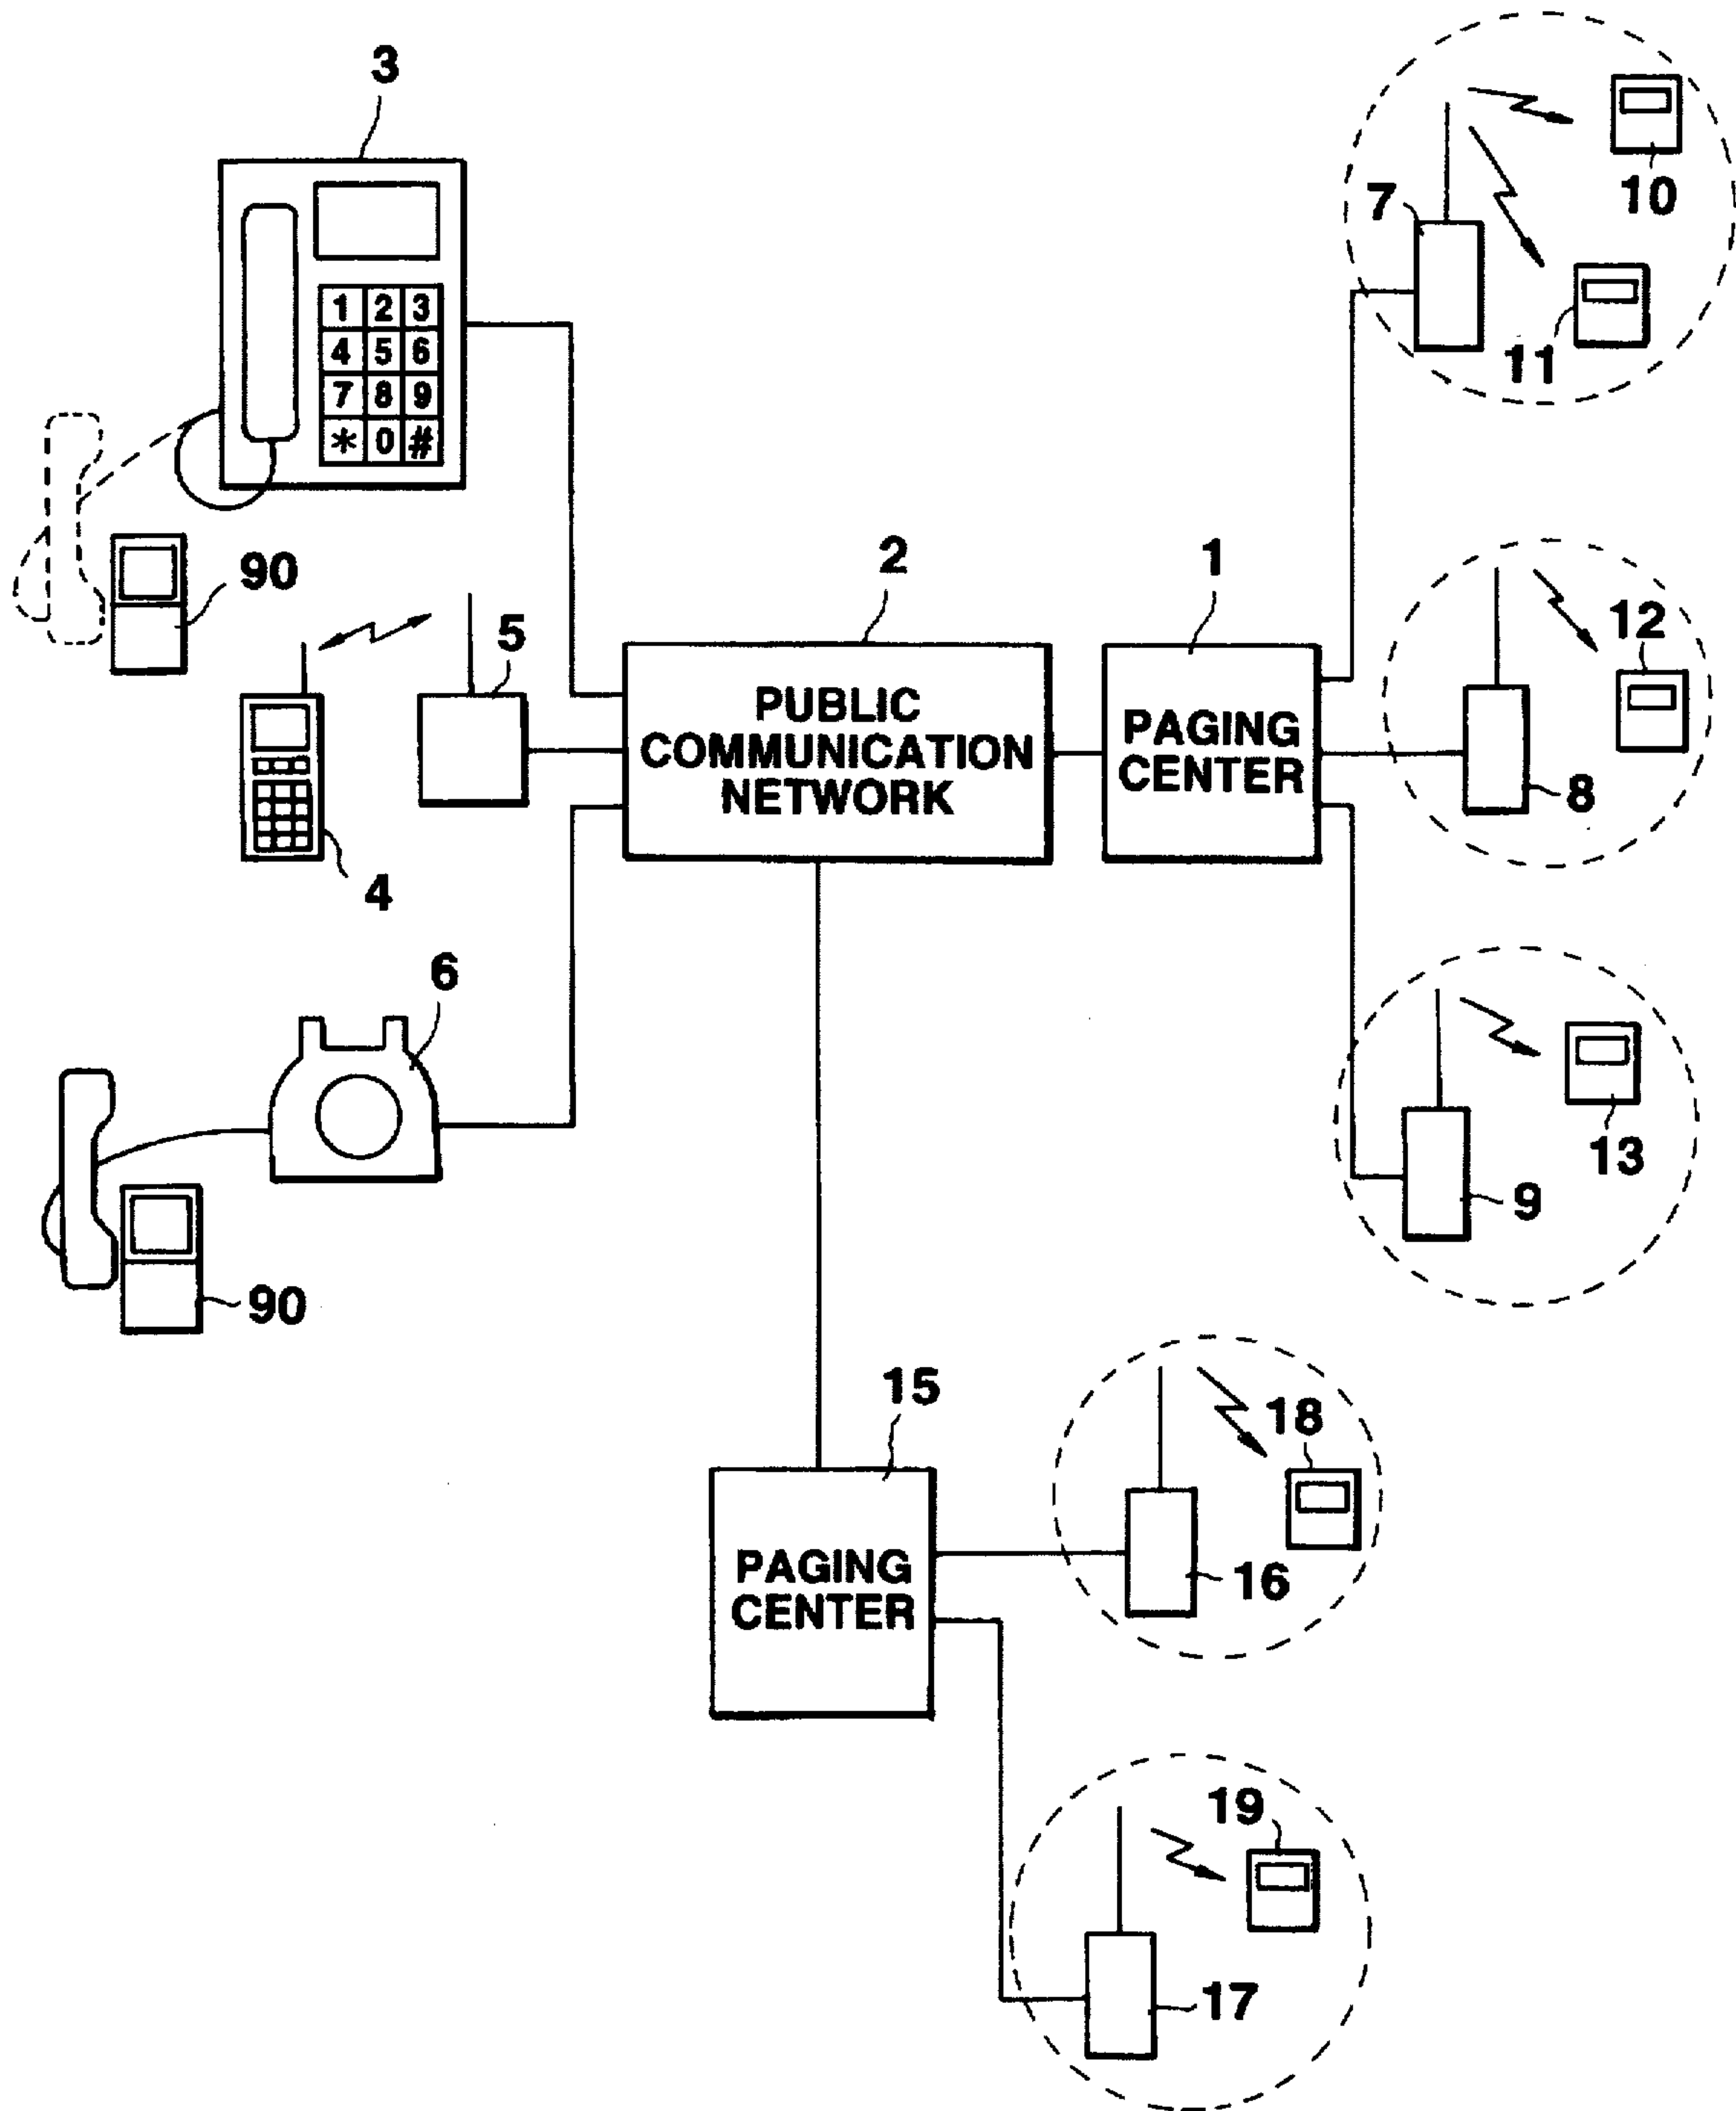 3
1 2 3
4 5 6
7 8 9
* 0 #
90
5
4
6
90
2
PUBLIC
COMMUNICATION
NETWORK
1
PAGING
CENTER
7
10
11
12
8
13
9
15
PAGING
CENTER
18
16
19
17